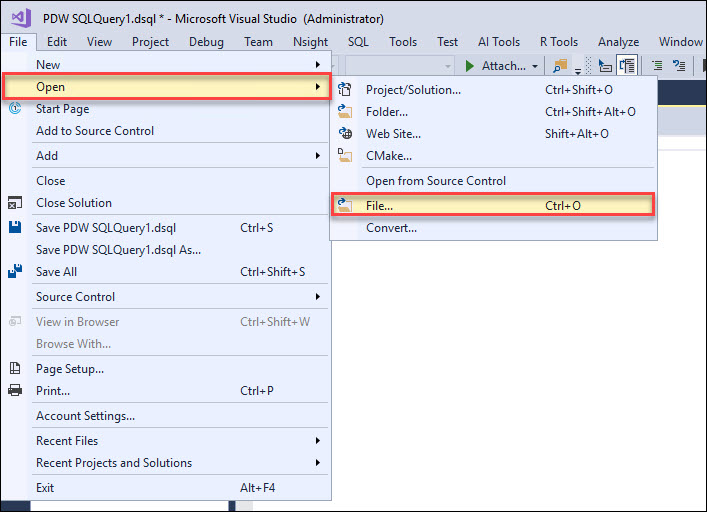 PDW SQLQuery1.dsql * - Microsoft Visual Studio (Administrator)
File Edit View Project Debug Team Nsight SQL Tools Test AI Tools R Tools Analyze Window
Attach...
New
Open
Start Page
Add to Source Control
Add
Close
Close Solution
Save PDW SQLQuery1.dsql Ctrl+S
Save PDW SQLQuery1.dsql As...
Save All Ctrl+Shift+S
Source Control
View in Browser Ctrl+Shift+W
Browse With...
Page Setup...
Print... Ctrl+P
Account Settings...
Recent Files
Recent Projects and Solutions
Exit Alt+F4
Project/Solution... Ctrl+Shift+O
Folder... Ctrl+Shift+Alt+O
Web Site... Shift+Alt+O
CMake...
Open from Source Control
File... Ctrl+O
Convert...